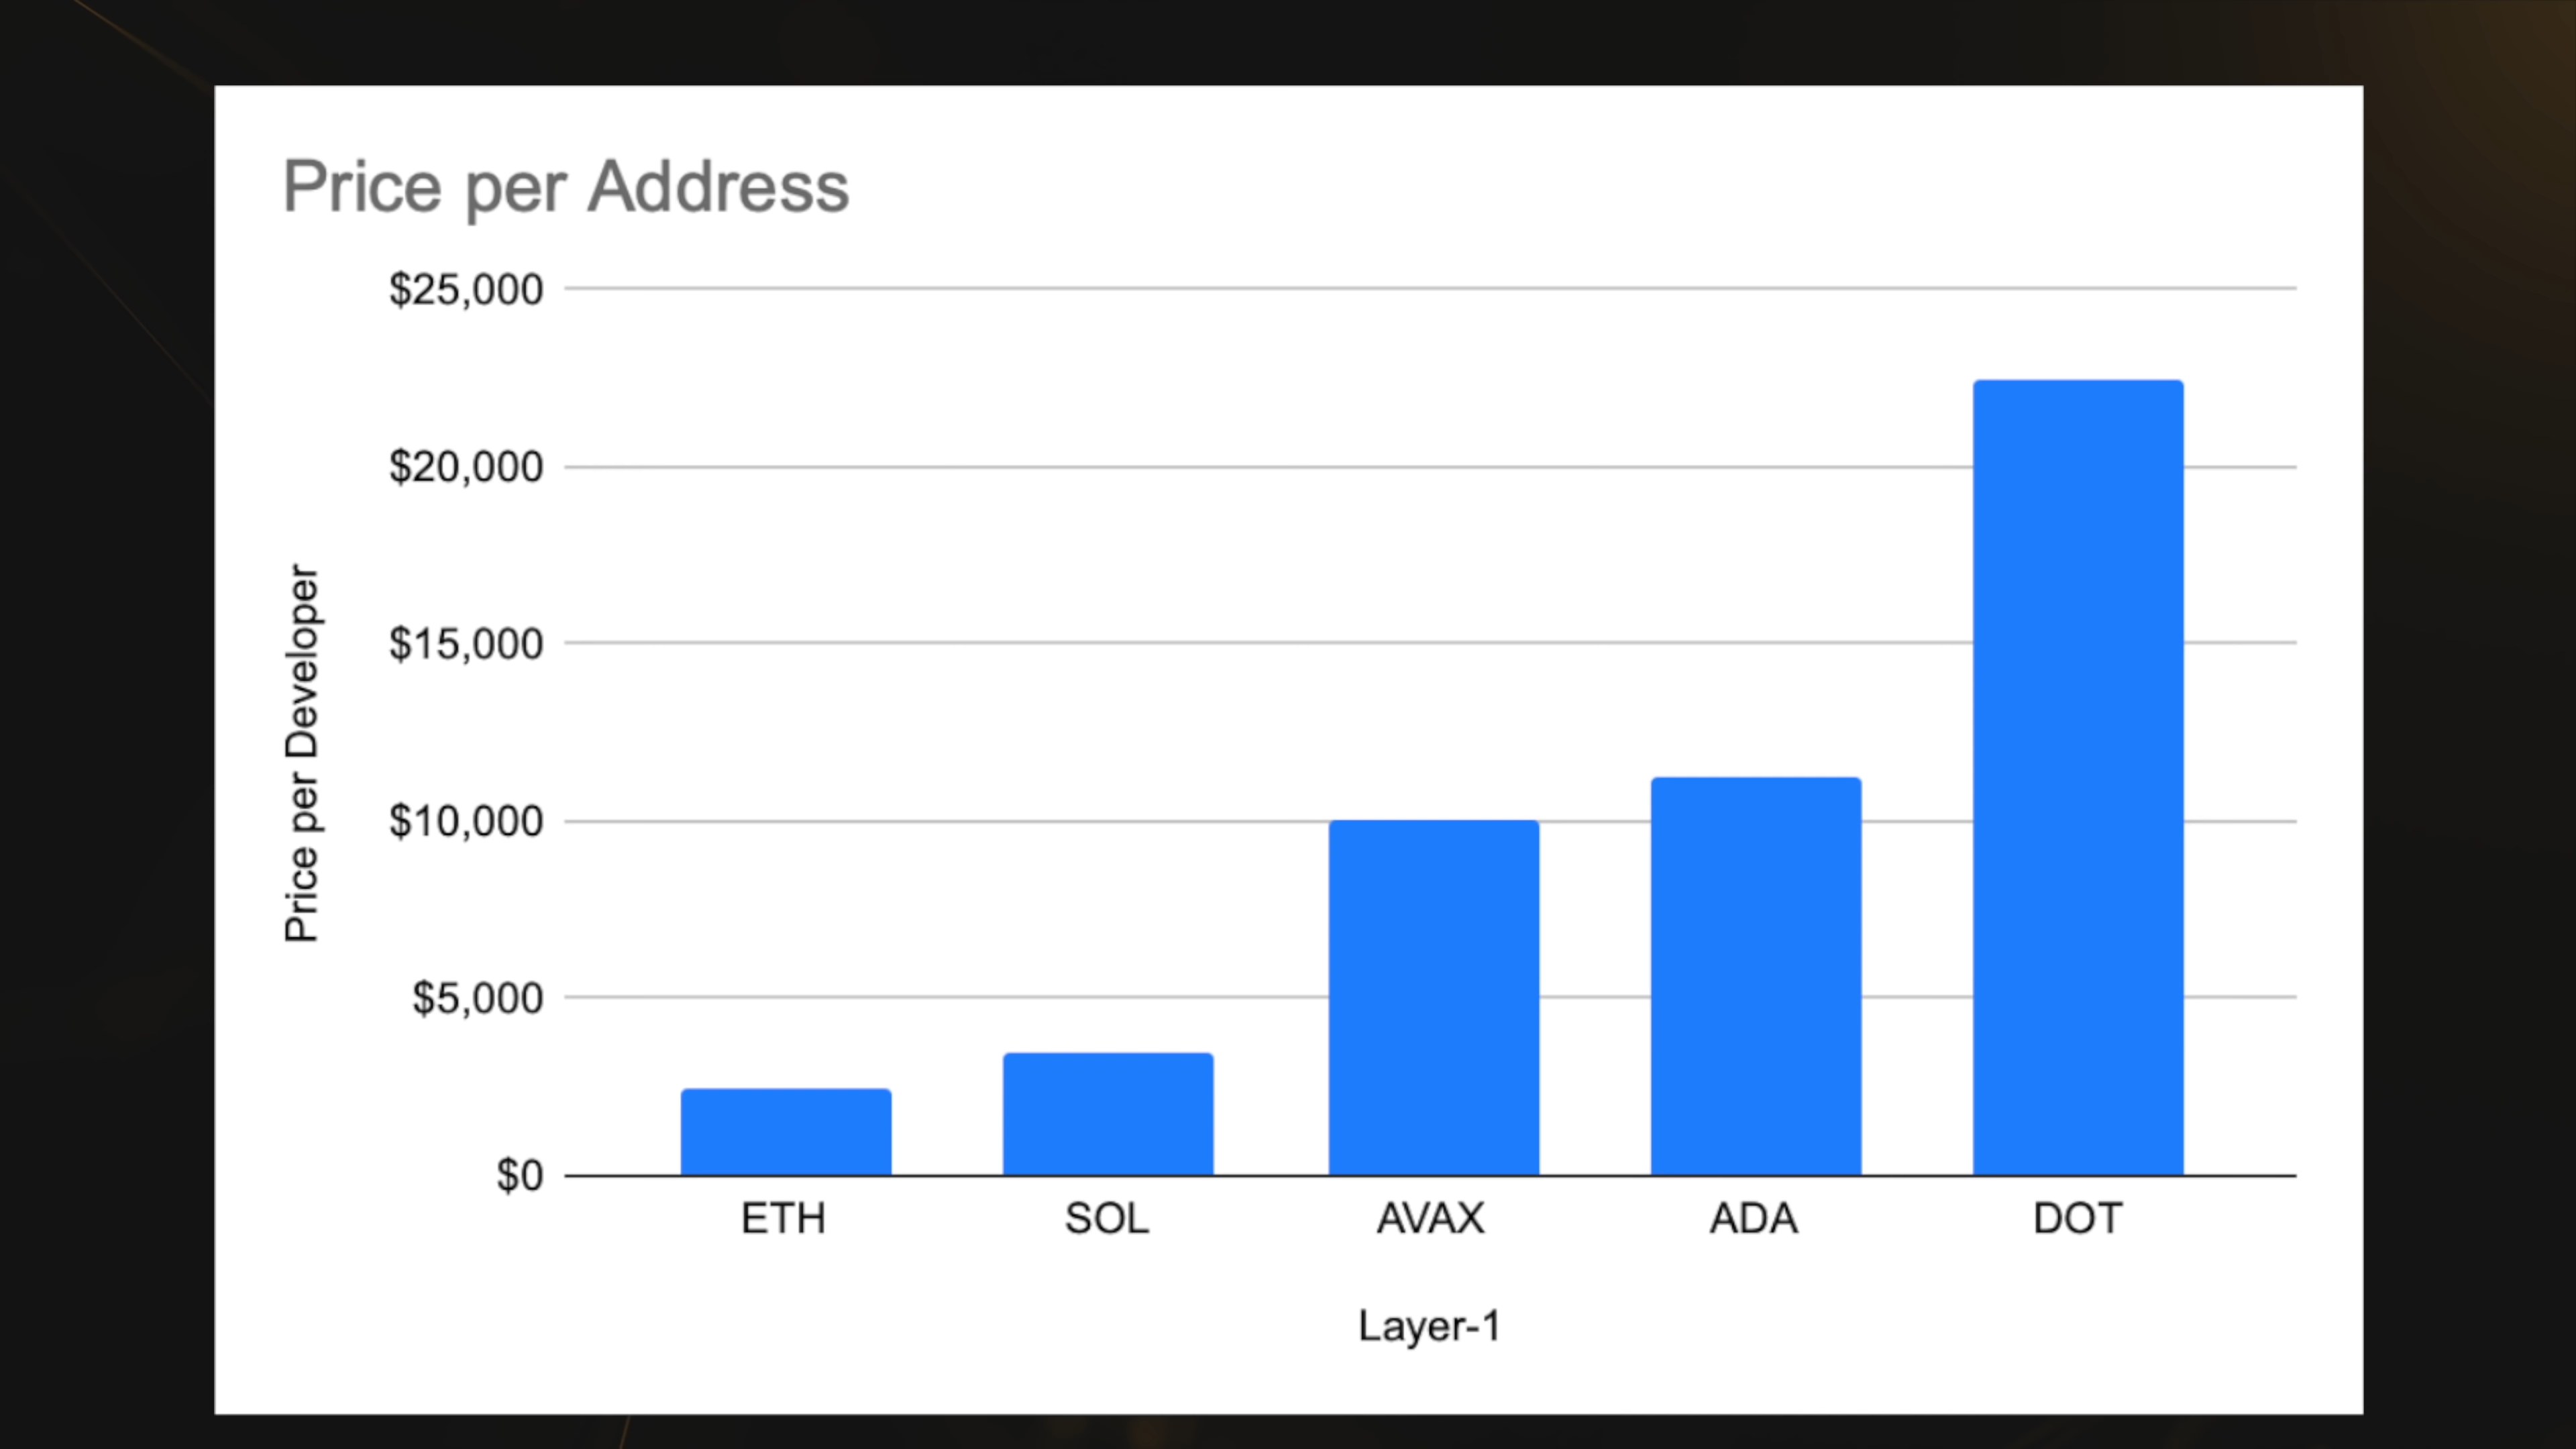 Price per Address
$25,000
$20,000
$15,000
$10,000
$5,000
$0
Price per Developer
ETH SOL AVAX ADA DOT
Layer-1